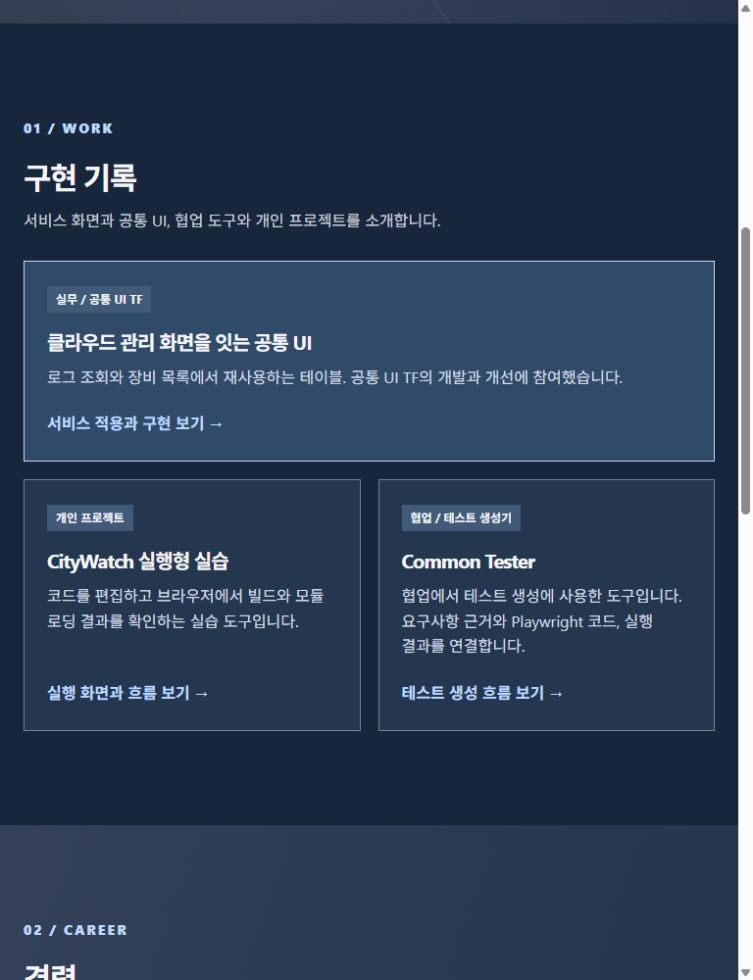 01 / WORK
구현 기록
서비스 화면과 공통 UI, 협업 도구와 개인 프로젝트를 소개합니다.
실무 / 공통 UI TF
클라우드 관리 화면을 잇는 공통 UI
로그 조회와 장비 목록에서 재사용하는 테이블. 공통 UI TF의 개발과 개선에 참여했습니다.
서비스 적용과 구현 보기 →
개인 프로젝트
CityWatch 실행형 실습
코드를 편집하고 브라우저에서 빌드와 모듈
로딩 결과를 확인하는 실습 도구입니다.
실행 화면과 흐름 보기 →
협업 / 테스트 생성기
Common Tester
협업에서 테스트 생성에 사용한 도구입니다.
요구사항 근거와 Playwright 코드, 실행
결과를 연결합니다.
테스트 생성 흐름 보기 →
02 / CAREER
경력